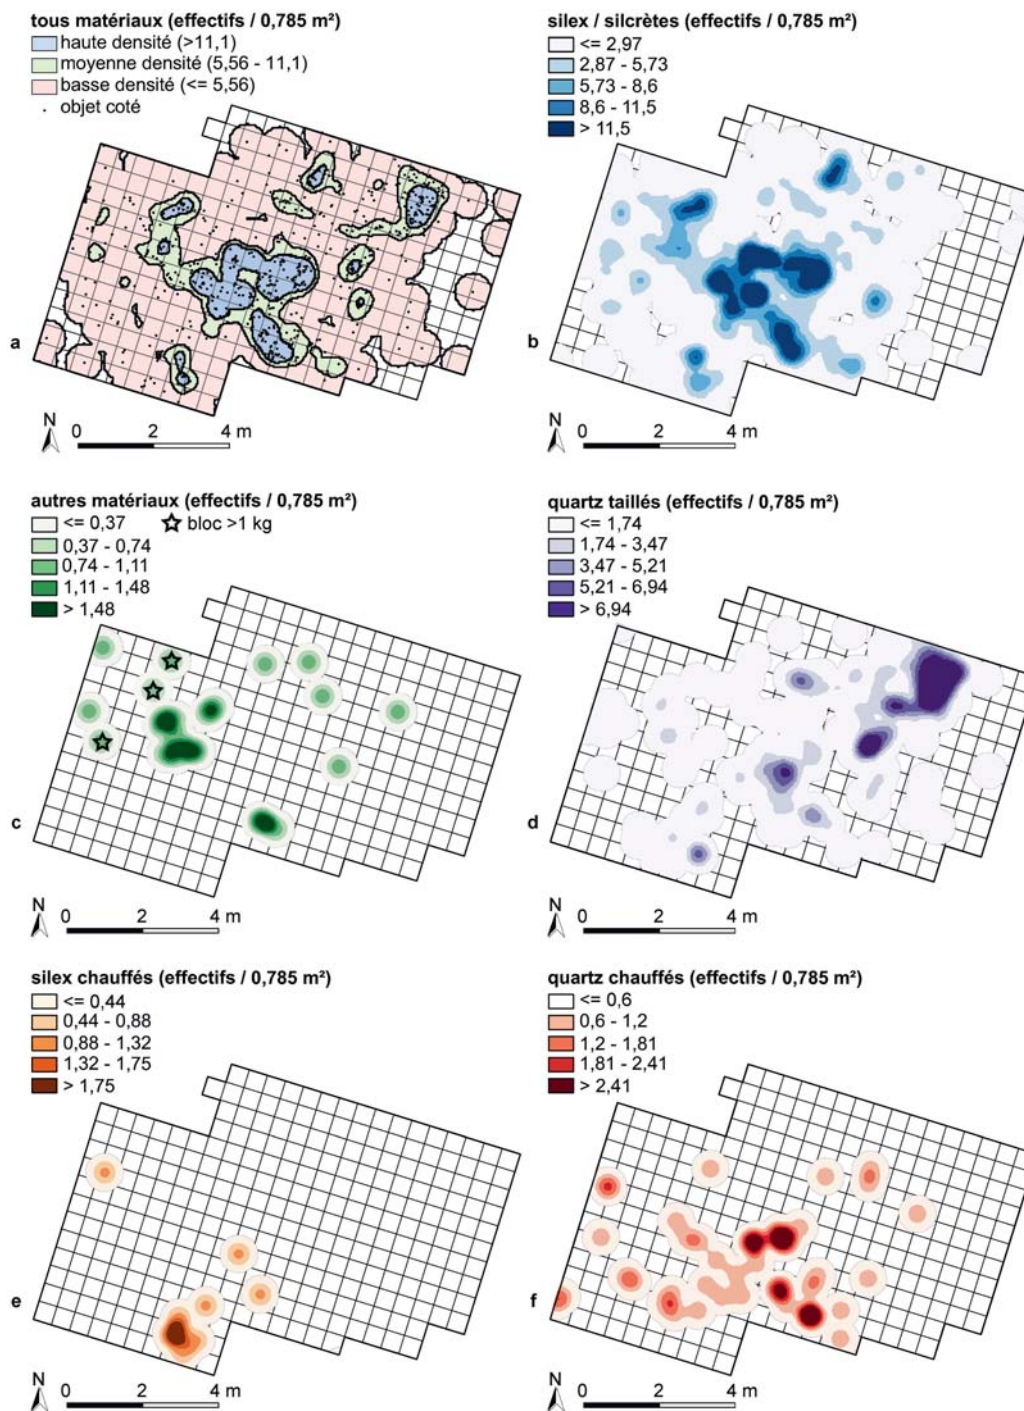 tous matériaux (effectifs / 0,785 m²)
haute densité (>11,1)
moyenne densité (5,56 - 11,1)
basse densité (<= 5,56)
objet coté
a
N
0 2 4 m
silex / silcrètes (effectifs / 0,785 m²)
<= 2,97
2,87 - 5,73
5,73 - 8,6
8,6 - 11,5
> 11,5
b
N
0 2 4 m
autres matériaux (effectifs / 0,785 m²)
<= 0,37 bloc >1 kg
0,37 - 0,74
0,74 - 1,11
1,11 - 1,48
> 1,48
c
N
0 2 4 m
quartz taillés (effectifs / 0,785 m²)
<= 1,74
1,74 - 3,47
3,47 - 5,21
5,21 - 6,94
> 6,94
d
N
0 2 4 m
silex chauffés (effectifs / 0,785 m²)
<= 0,44
0,44 - 0,88
0,88 - 1,32
1,32 - 1,75
> 1,75
e
N
0 2 4 m
quartz chauffés (effectifs / 0,785 m²)
<= 0,6
0,6 - 1,2
1,2 - 1,81
1,81 - 2,41
> 2,41
f
N
0 2 4 m